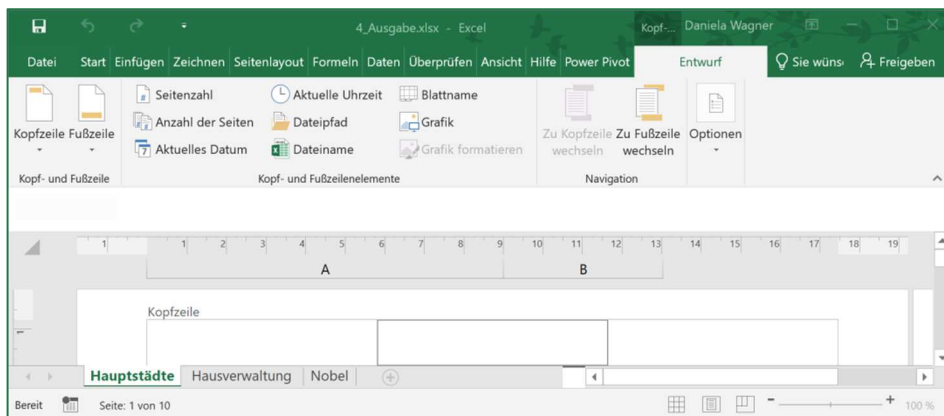 4_Ausgabe.xlsx - Excel Kopf-... Daniela Wagner
Datei Start Einfügen Zeichnen Seitenlayout Formeln Daten Überprüfen Ansicht Hilfe Power Pivot Entwurf Sie wüns Freigeben
Kopfzeile Fußzeile
Seitenzahl Aktuelle Uhrzeit Blattname
Anzahl der Seiten Dateipfad Grafik
Aktuelles Datum Dateiname Grafik formatieren
Zu Kopfzeile wechseln Zu Fußzeile wechseln
Optionen
Kopf- und Fußzeile Kopf- und Fußzeilenelemente Navigation
1 1 2 3 4 5 6 7 8 9 10 11 12 13 14 15 16 17 18 19
A B
Kopfzeile
Hauptstädte Hausverwaltung Nobel
Bereit Seite: 1 von 10 100 %